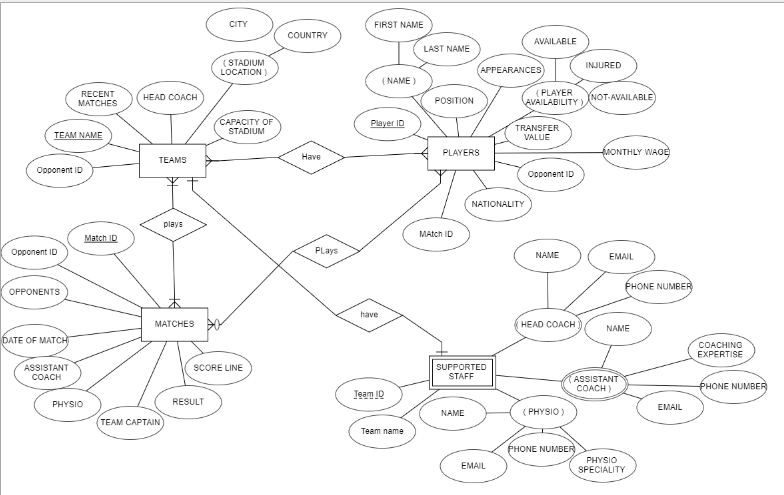 CITY
COUNTRY
( STADIUM
LOCATION )
RECENT
MATCHES
HEAD COACH
TEAM NAME
CAPACITY OF
STADIUM
Opponent ID
TEAMS
Have
FIRST NAME
LAST NAME
( NAME )
APPEARANCES
AVAILABLE
INJURED
( PLAYER
AVAILABILITY )
NOT-AVAILABLE
POSITION
Player ID
TRANSFER
VALUE
PLAYERS
MONTHLY WAGE
Opponent ID
NATIONALITY
MAtch ID
plays
PLays
have
Match ID
Opponent ID
OPPONENTS
MATCHES
DATE OF MATCH
ASSISTANT
COACH
PHYSIO
TEAM CAPTAIN
RESULT
SCORE LINE
NAME
EMAIL
PHONE NUMBER
(HEAD COACH )
NAME
SUPPORTED
STAFF
( ASSISTANT
COACH )
COACHING
EXPERTISE
PHONE NUMBER
EMAIL
Team ID
Team name
NAME
( PHYSIO )
EMAIL
PHONE NUMBER
PHYSIO
SPECIALITY